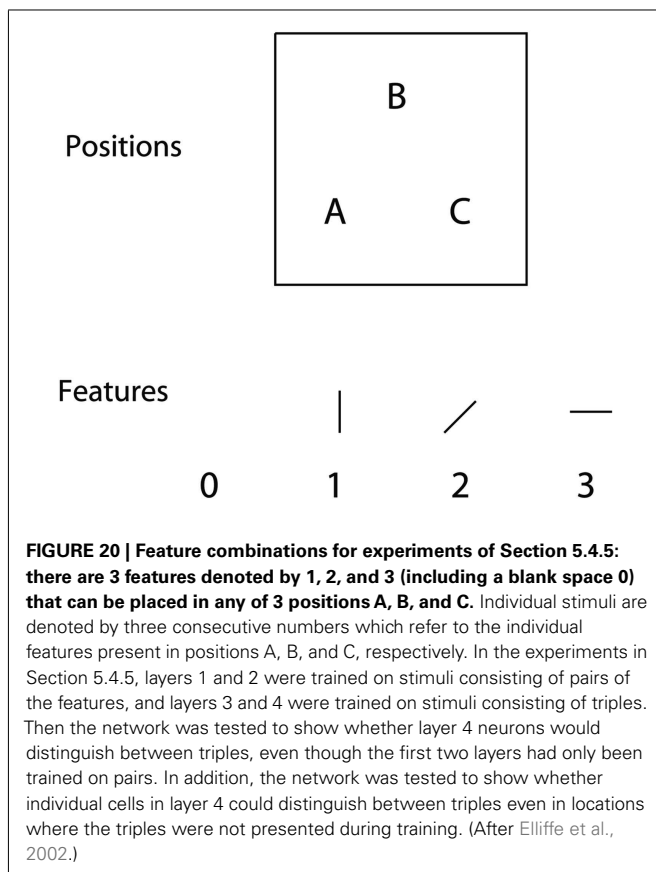 B
Positions
A C
Features
0 1 2 3
FIGURE 20 | Feature combinations for experiments of Section 5.4.5:
there are 3 features denoted by 1, 2, and 3 (including a blank space 0)
that can be placed in any of 3 positions A, B, and C. Individual stimuli are
denoted by three consecutive numbers which refer to the individual
features present in positions A, B, and C, respectively. In the experiments in
Section 5.4.5, layers 1 and 2 were trained on stimuli consisting of pairs of
the features, and layers 3 and 4 were trained on stimuli consisting of triples.
Then the network was tested to show whether layer 4 neurons would
distinguish between triples, even though the first two layers had only been
trained on pairs. In addition, the network was tested to show whether
individual cells in layer 4 could distinguish between triples even in locations
where the triples were not presented during training. (After Elliffe et al.,
2002.)